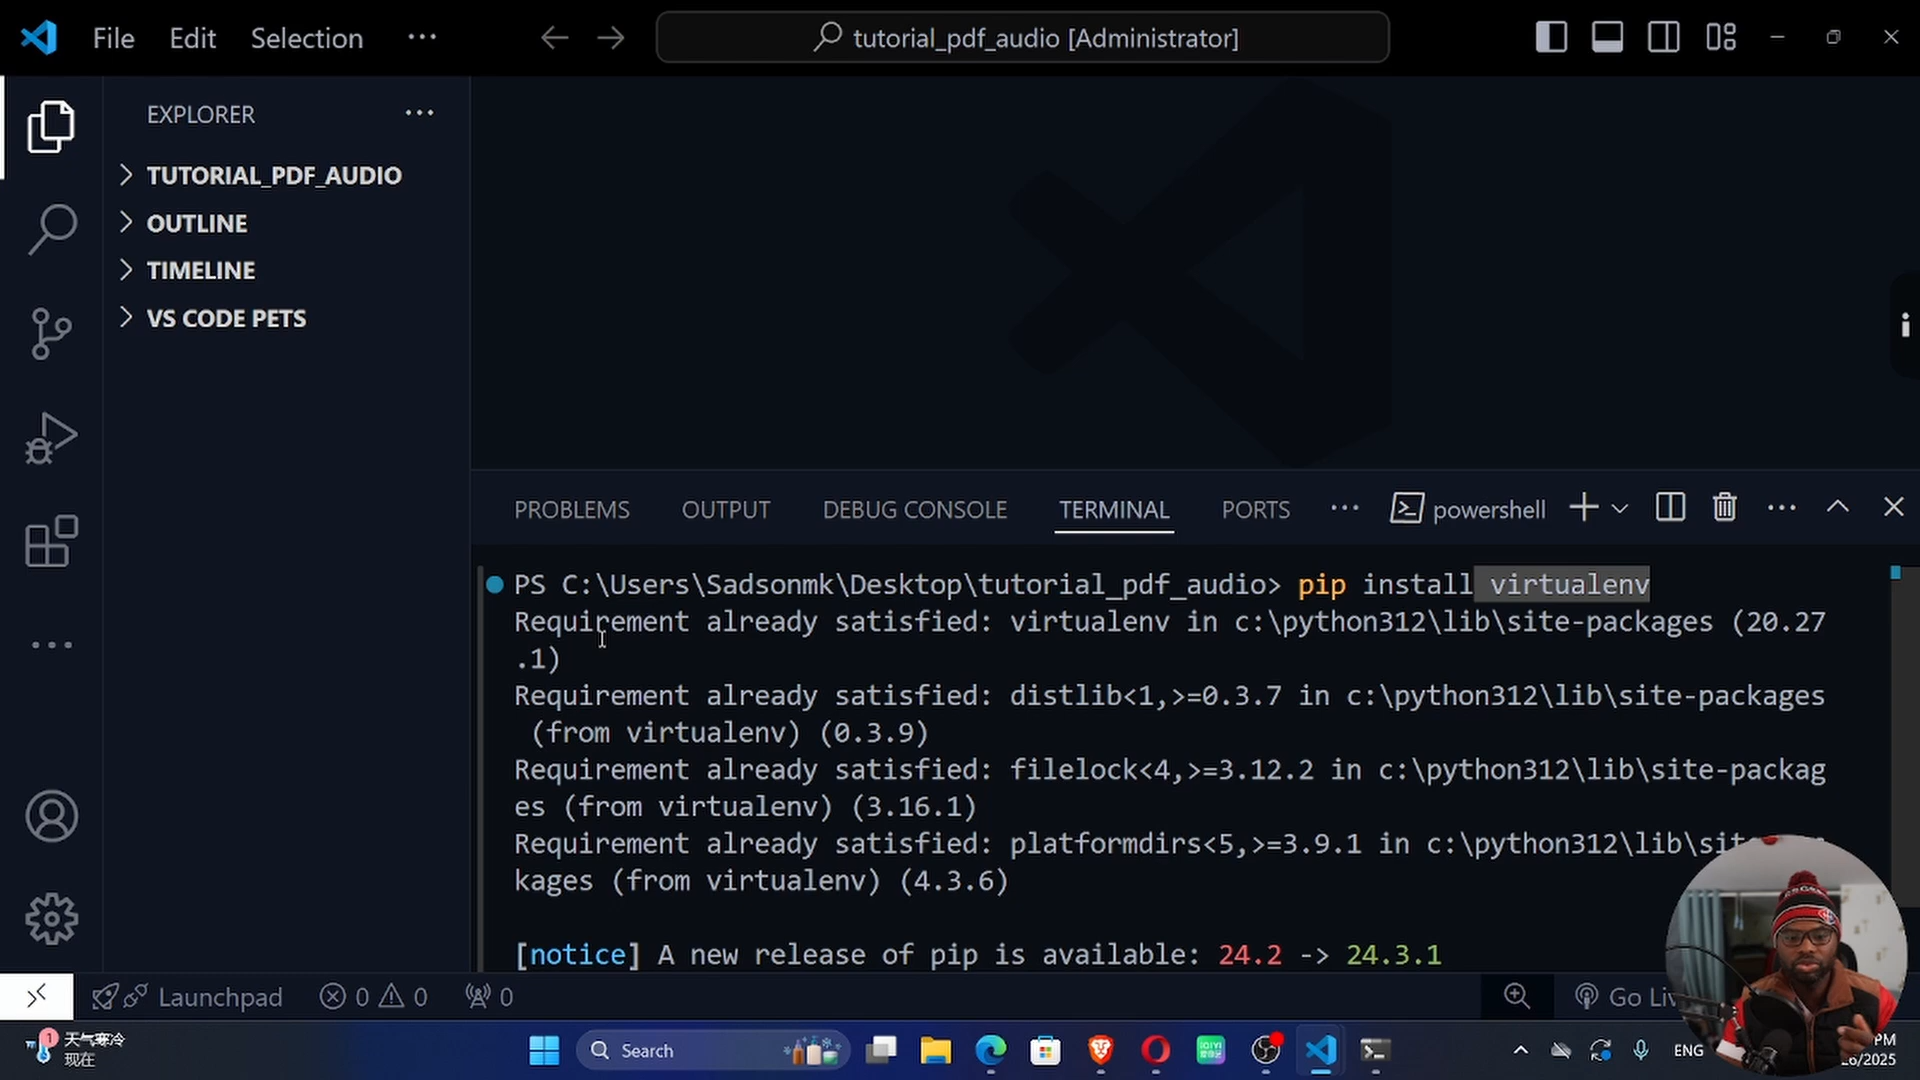 File Edit Selection ···
tutorial_pdf_audio [Administrator]
EXPLORER ···
TUTORIAL_PDF_AUDIO
OUTLINE
TIMELINE
VS CODE PETS
PROBLEMS OUTPUT DEBUG CONSOLE TERMINAL PORTS ··· powershell
PS C:\Users\Sadsonmk\Desktop\tutorial_pdf_audio> pip install virtualenv
Requirement already satisfied: virtualenv in c:\python312\lib\site-packages (20.27
.1)
Requirement already satisfied: distlib<1,>=0.3.7 in c:\python312\lib\site-packages
(from virtualenv) (0.3.9)
Requirement already satisfied: filelock<4,>=3.12.2 in c:\python312\lib\site-packag
es (from virtualenv) (3.16.1)
Requirement already satisfied: platformdirs<5,>=3.9.1 in c:\python312\lib\sit
kages (from virtualenv) (4.3.6)
[notice] A new release of pip is available: 24.2 -> 24.3.1
Launchpad 0 0 0 Go Liv
1 天气寒冷
现在
Search
ENG
PM
26/2025